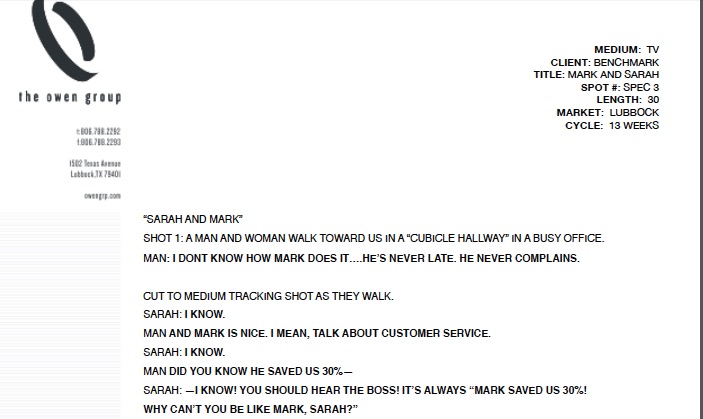 the owen group
t:806.788.2292
f:806.788.2293
1502 Texas Avenue
Lubbock,TX 79401
owengrp.com
MEDIUM: TV
CLIENT: BENCHMARK
TITLE: MARK AND SARAH
SPOT #: SPEC 3
LENGTH: 30
MARKET: LUBBOCK
CYCLE: 13 WEEKS
“SARAH AND MARK”
SHOT 1: A MAN AND WOMAN WALK TOWARD US IN A “CUBICLE HALLWAY” IN A BUSY OFFICE.
MAN: I DONT KNOW HOW MARK DOES IT….HE’S NEVER LATE. HE NEVER COMPLAINS.
CUT TO MEDIUM TRACKING SHOT AS THEY WALK.
SARAH: I KNOW.
MAN AND MARK IS NICE. I MEAN, TALK ABOUT CUSTOMER SERVICE.
SARAH: I KNOW.
MAN DID YOU KNOW HE SAVED US 30%—
SARAH: —I KNOW! YOU SHOULD HEAR THE BOSS! IT’S ALWAYS “MARK SAVED US 30%!
WHY CAN’T YOU BE LIKE MARK, SARAH?”